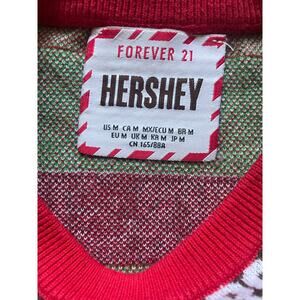 FOREVER 21
HERSHEY
US M CA M MX/ECU M BR M
EU M UK M KR M JP M
CN 165/88A